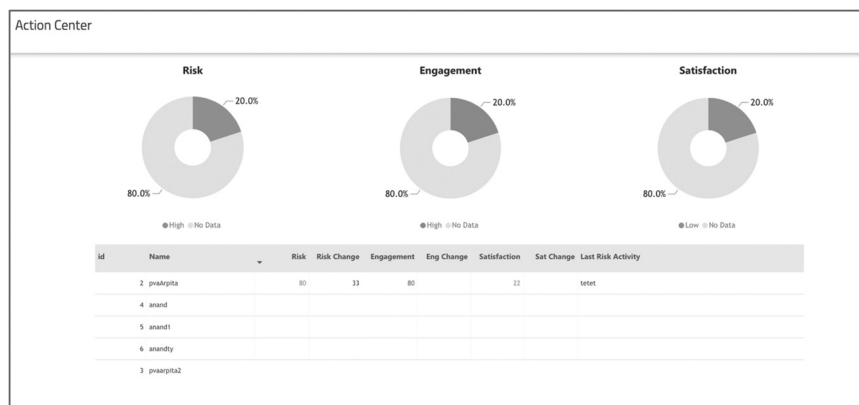 Action Center
Risk
Engagement
Satisfaction
20.0%
20.0%
20.0%
80.0%
80.0%
80.0%
High No Data
High No Data
Low No Data
id Name Risk Risk Change Engagement Eng Change Satisfaction Sat Change Last Risk Activity
2 pvaArpita 80 33 80 22 tetet
4 anand
5 anand1
6 anandty
3 pvaarpita2